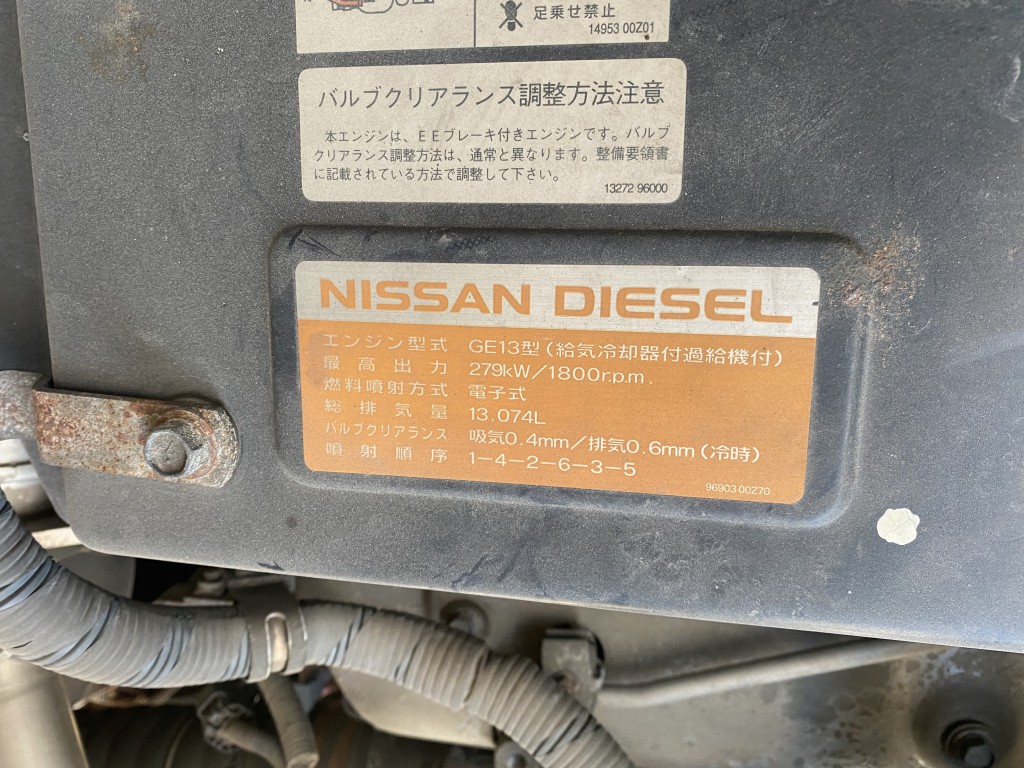 足乗せ禁止
14953 00Z01
バルブクリアランス調整方法注意
本エンジンは、EEブレーキ付きエンジンです。バルブ
クリアランス調整方法は、通常と異なります。整備要領書
に記載されている方法で調整して下さい。
13272 96000
NISSAN DIESEL
エンジン型式 GE13型(給気冷却器付過給機付)
最高出力 279kW/1800r.p.m.
燃料噴射方式 電子式
総排気量 13.074L
バルブクリアランス 吸気0.4mm/排気0.6mm(冷時)
噴射順序 1-4-2-6-3-5
96903 00270